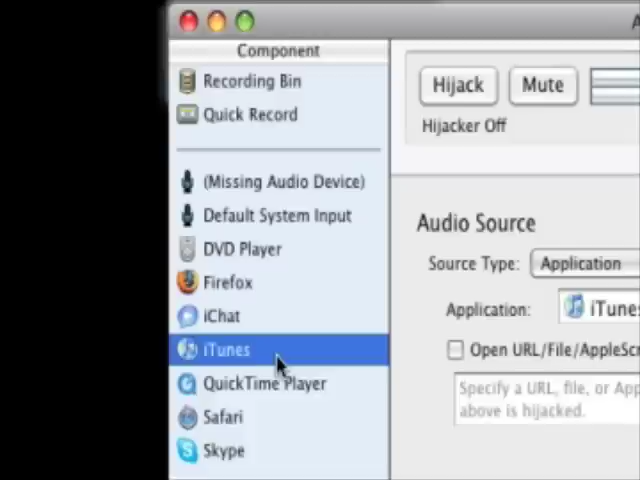 Component
Recording Bin
Quick Record
(Missing Audio Device)
Default System Input
DVD Player
Firefox
iChat
iTunes
QuickTime Player
Safari
Skype
A
Hijack
Mute
Hijacker Off
Audio Source
Source Type: Application
Application: iTunes
Open URL/File/AppleScr
Specify a URL, file, or App
above is hijacked.